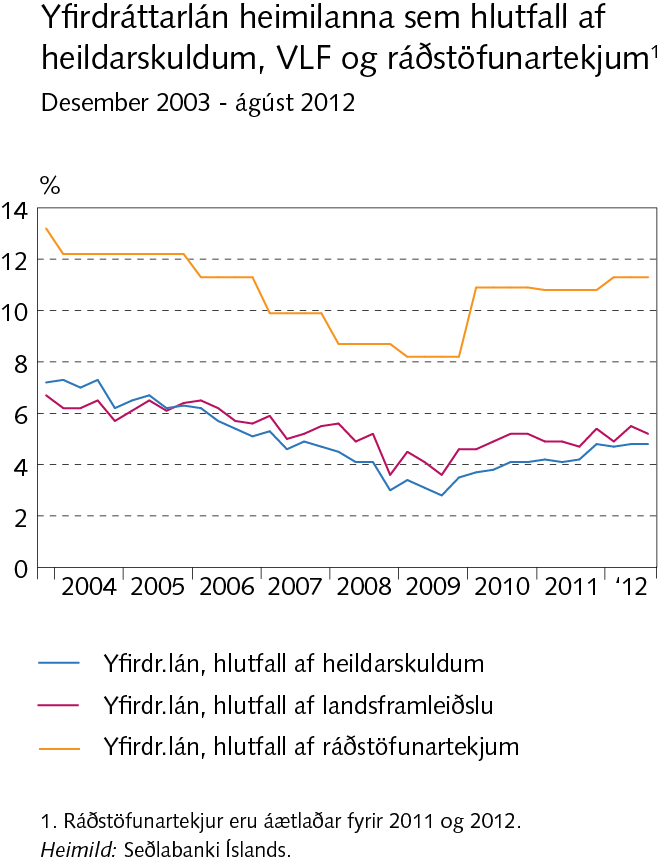 Yfirdráttarlán heimilanna sem hlutfall af
heildarskuldum, VLF og ráðstöfunartekjum¹
Desember 2003 - ágúst 2012
%
14
12
10
8
6
4
2
0
2004 2005 2006 2007 2008 2009 2010 2011 ‘12
Yfirdr.lán, hlutfall af heildarskuldum
Yfirdr.lán, hlutfall af landsframleiðslu
Yfirdr.lán, hlutfall af ráðstöfunartekjum
1. Ráðstöfunartekjur eru áætlaðar fyrir 2011 og 2012.
Heimild: Seðlabanki Íslands.